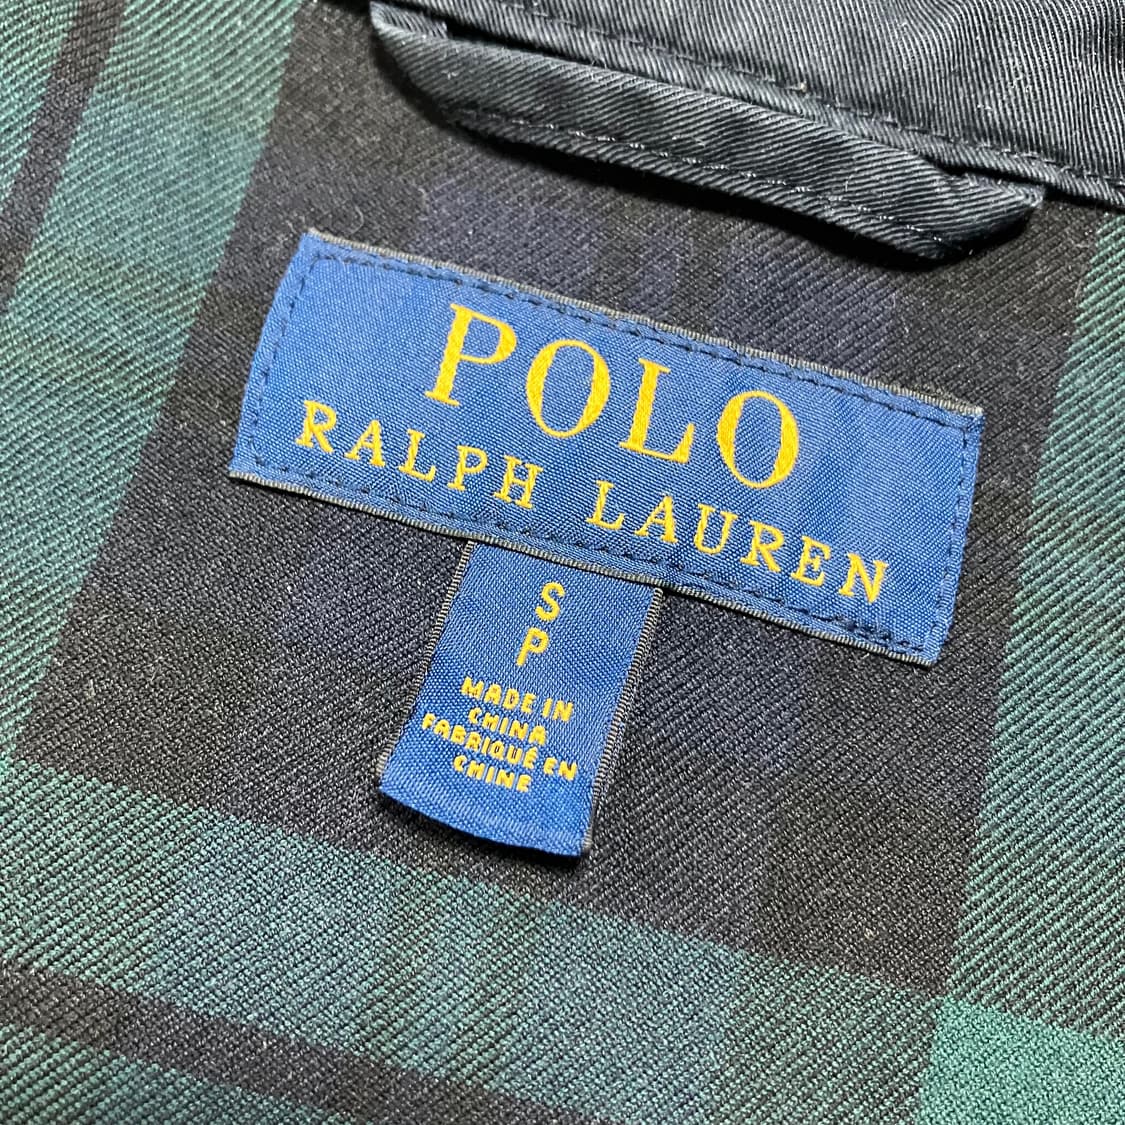 POLO
RALPH LAUREN
S
P
MADE IN
CHINA
FABRIQUÉ EN
CHINE